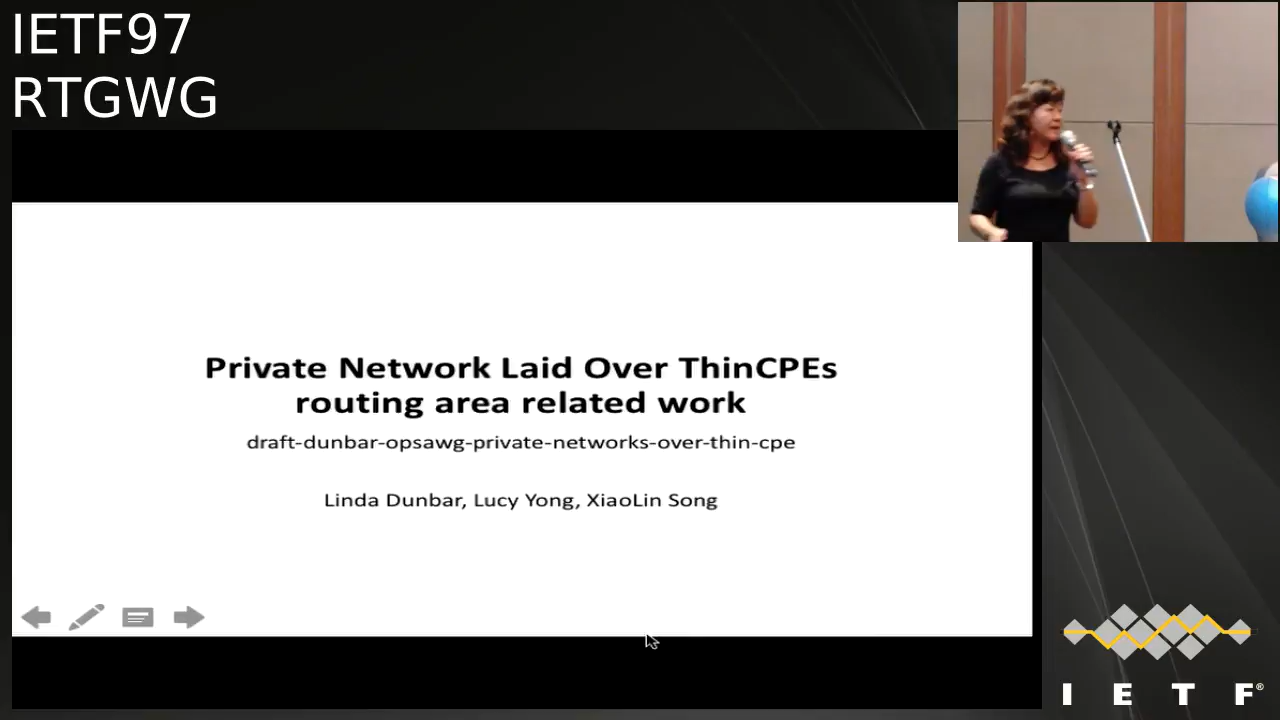 IETF97
RTGWG
Private Network Laid Over ThinCPEs
routing area related work
draft-dunbar-opsawg-private-networks-over-thin-cpe
Linda Dunbar, Lucy Yong, XiaoLin Song
I E T F®